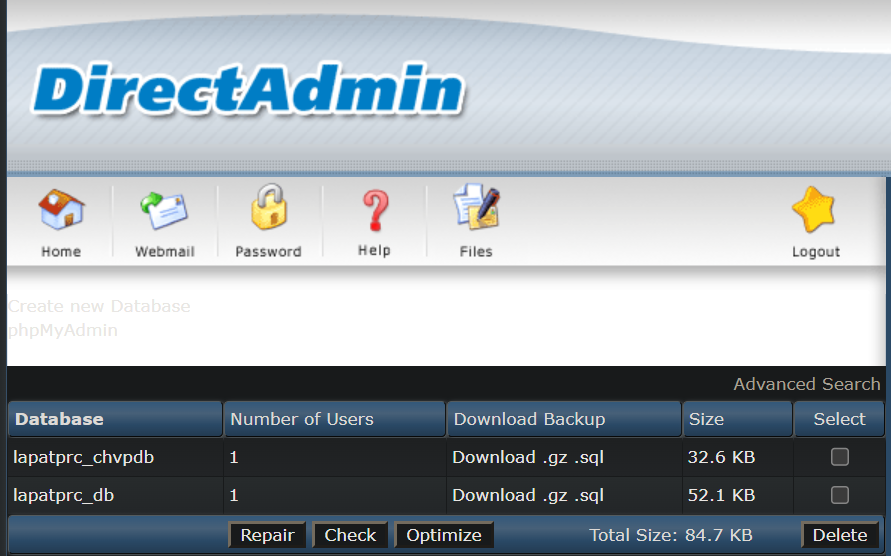 DirectAdmin
Home Webmail Password Help Files Logout
Create new Database
phpMyAdmin
Advanced Search
Database Number of Users Download Backup Size Select
lapatprc_chvpdb 1 Download .gz .sql 32.6 KB
lapatprc_db 1 Download .gz .sql 52.1 KB
Repair Check Optimize Total Size: 84.7 KB Delete